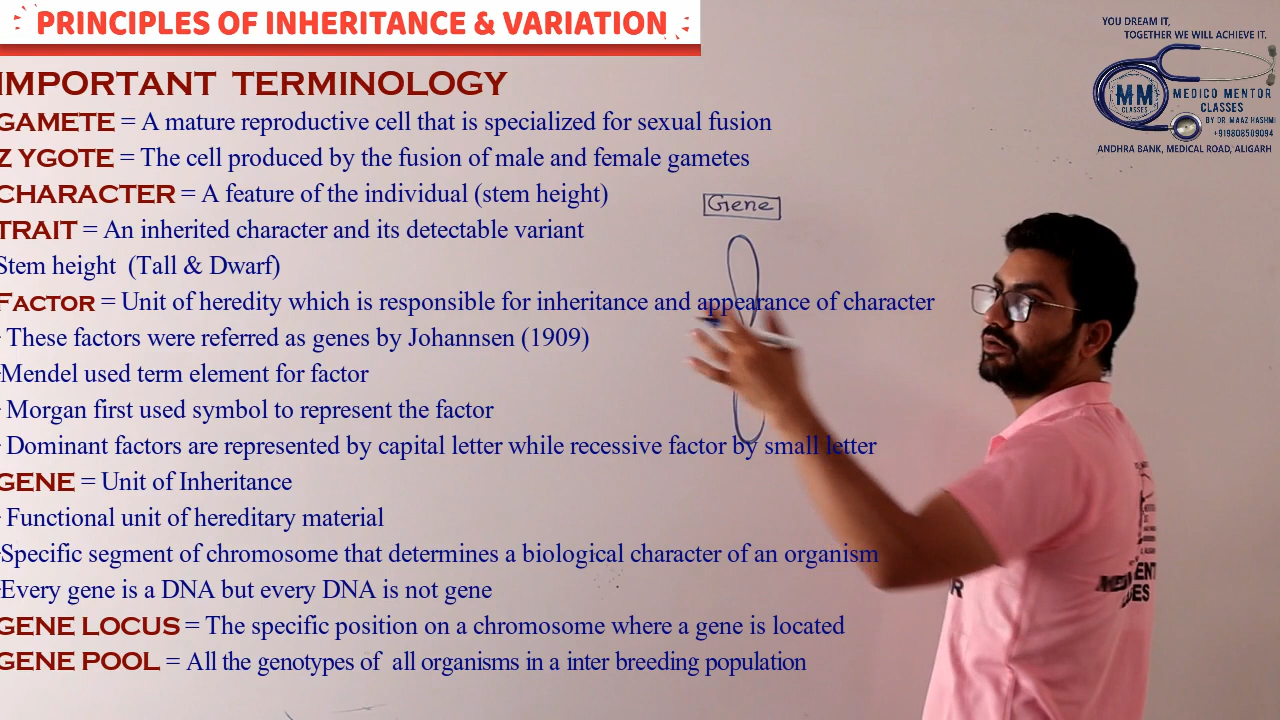 PRINCIPLES OF INHERITANCE & VARIATION
YOU DREAM IT,
TOGETHER WE WILL ACHIEVE IT.
MM
CLASSES
MEDICO MENTOR
CLASSES
BY DR MAAZ HASHMI
+919808509094
ANDHRA BANK, MEDICAL ROAD, ALIGARH
IMPORTANT TERMINOLOGY
GAMETE = A mature reproductive cell that is specialized for sexual fusion
Z YGOTE = The cell produced by the fusion of male and female gametes
CHARACTER = A feature of the individual (stem height)
TRAIT = An inherited character and its detectable variant
Stem height (Tall & Dwarf)
FACTOR = Unit of heredity which is responsible for inheritance and appearance of character
These factors were referred as genes by Johannsen (1909)
Mendel used term element for factor
Morgan first used symbol to represent the factor
Dominant factors are represented by capital letter while recessive factor by small letter
GENE = Unit of Inheritance
Functional unit of hereditary material
Specific segment of chromosome that determines a biological character of an organism
Every gene is a DNA but every DNA is not gene
GENE LOCUS = The specific position on a chromosome where a gene is located
GENE POOL = All the genotypes of all organisms in a inter breeding population
Gene